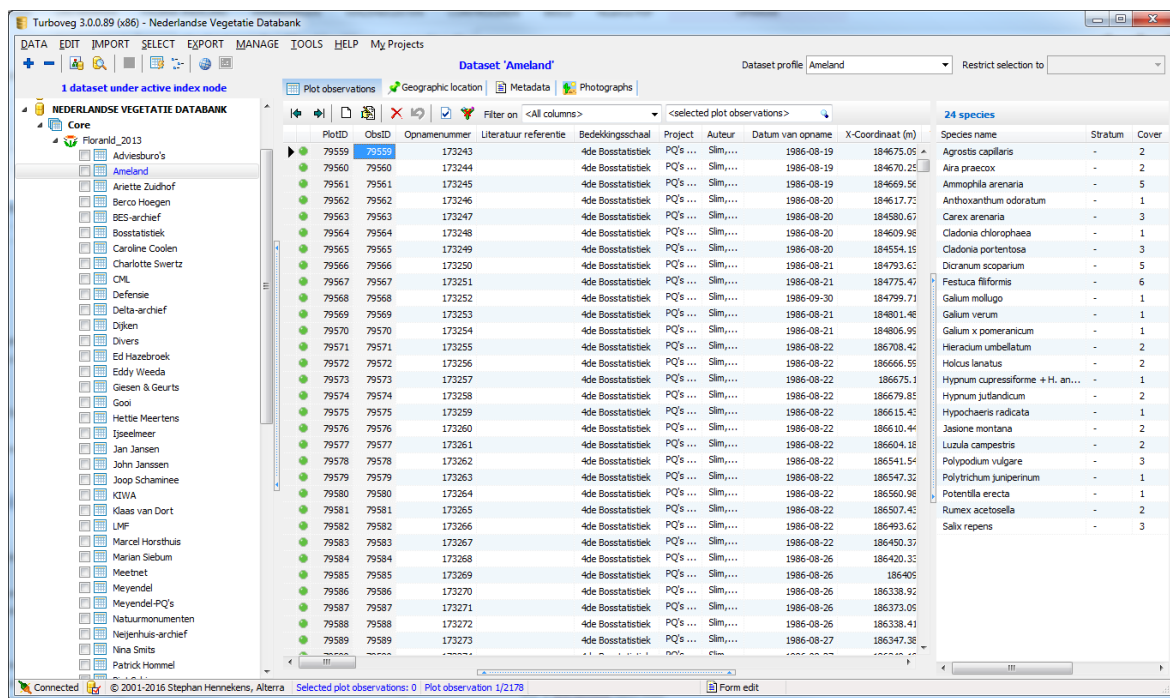 Turboveg 3.0.0.89 (x86) - Nederlandse Vegetatie Databank
DATA EDIT IMPORT SELECT EXPORT MANAGE TOOLS HELP My Projects
Dataset 'Ameland' Dataset profile Ameland Restrict selection to
1 dataset under active index node
Plot observations Geographic location Metadata Photographs
NEDERLANDSE VEGETATIE DATABANK
Core
FloranId_2013
Adviesburo's
Ameland
Ariette Zuidhof
Berco Hoegen
BES-archief
Bosstatistiek
Caroline Coolen
Charlotte Swertz
CML
Defensie
Delta-archief
Dijken
Divers
Ed Hazebroek
Eddy Weeda
Giesen & Geurts
Gooi
Hettie Meertens
Ijseelmeer
Jan Jansen
John Janssen
Joop Schaminee
KIWA
Klaas van Dort
LMF
Marcel Horsthuis
Marian Siebum
Meetnet
Meyendel
Meyendel-PQ's
Natuurmonumenten
Neijenhuis-archief
Nina Smits
Patrick Hommel
Filter on <All columns> <selected plot observations>
PlotID ObsID Opnamenummer Literatuur referentie Bedekkingsschaal Project Auteur Datum van opname X-Coordinaat (m)
79559 79559 173243 4de Bosstatistiek PQ's ... Slim,... 1986-08-19 184675.09
79560 79560 173244 4de Bosstatistiek PQ's ... Slim,... 1986-08-19 184670.25
79561 79561 173245 4de Bosstatistiek PQ's ... Slim,... 1986-08-19 184669.56
79562 79562 173246 4de Bosstatistiek PQ's ... Slim,... 1986-08-20 184617.73
79563 79563 173247 4de Bosstatistiek PQ's ... Slim,... 1986-08-20 184580.67
79564 79564 173248 4de Bosstatistiek PQ's ... Slim,... 1986-08-20 184609.98
79565 79565 173249 4de Bosstatistiek PQ's ... Slim,... 1986-08-20 184554.19
79566 79566 173250 4de Bosstatistiek PQ's ... Slim,... 1986-08-21 184793.63
79567 79567 173251 4de Bosstatistiek PQ's ... Slim,... 1986-08-21 184775.47
79568 79568 173252 4de Bosstatistiek PQ's ... Slim,... 1986-09-30 184799.71
79569 79569 173253 4de Bosstatistiek PQ's ... Slim,... 1986-08-21 184801.48
79570 79570 173254 4de Bosstatistiek PQ's ... Slim,... 1986-08-21 184806.99
79571 79571 173255 4de Bosstatistiek PQ's ... Slim,... 1986-08-22 186708.42
79572 79572 173256 4de Bosstatistiek PQ's ... Slim,... 1986-08-22 186666.59
79573 79573 173257 4de Bosstatistiek PQ's ... Slim,... 1986-08-22 186675.1
79574 79574 173258 4de Bosstatistiek PQ's ... Slim,... 1986-08-22 186679.85
79575 79575 173259 4de Bosstatistiek PQ's ... Slim,... 1986-08-22 186615.43
79576 79576 173260 4de Bosstatistiek PQ's ... Slim,... 1986-08-22 186610.44
79577 79577 173261 4de Bosstatistiek PQ's ... Slim,... 1986-08-22 186604.18
79578 79578 173262 4de Bosstatistiek PQ's ... Slim,... 1986-08-22 186541.54
79579 79579 173263 4de Bosstatistiek PQ's ... Slim,... 1986-08-22 186547.32
79580 79580 173264 4de Bosstatistiek PQ's ... Slim,... 1986-08-22 186560.98
79581 79581 173265 4de Bosstatistiek PQ's ... Slim,... 1986-08-22 186507.43
79582 79582 173266 4de Bosstatistiek PQ's ... Slim,... 1986-08-22 186493.62
79583 79583 173267 4de Bosstatistiek PQ's ... Slim,... 1986-08-22 186450.37
79584 79584 173268 4de Bosstatistiek PQ's ... Slim,... 1986-08-26 186420.33
79585 79585 173269 4de Bosstatistiek PQ's ... Slim,... 1986-08-26 186409
79586 79586 173270 4de Bosstatistiek PQ's ... Slim,... 1986-08-26 186338.92
79587 79587 173271 4de Bosstatistiek PQ's ... Slim,... 1986-08-26 186373.09
79588 79588 173272 4de Bosstatistiek PQ's ... Slim,... 1986-08-26 186338.41
79589 79589 173273 4de Bosstatistiek PQ's ... Slim,... 1986-08-27 186347.38
24 species
Species name Stratum Cover
Agrostis capillaris - 2
Aira praecox - 2
Ammophila arenaria - 5
Anthoxanthum odoratum - 1
Carex arenaria - 3
Cladonia chlorophaea - 1
Cladonia portentosa - 3
Dicranum scoparium - 5
Festuca filiformis - 6
Galium mollugo - 1
Galium verum - 1
Galium x pomeranicum - 1
Hieracium umbellatum - 2
Holcus lanatus - 2
Hypnum cupressiforme + H. an... - 1
Hypnum jutlandicum - 2
Hypochaeris radicata - 1
Jasione montana - 2
Luzula campestris - 2
Polypodium vulgare - 3
Polytrichum juniperinum - 1
Potentilla erecta - 1
Rumex acetosella - 2
Salix repens - 3
Connected © 2001-2016 Stephan Hennekens, Alterra Selected plot observations: 0 Plot observation 1/2178 Form edit